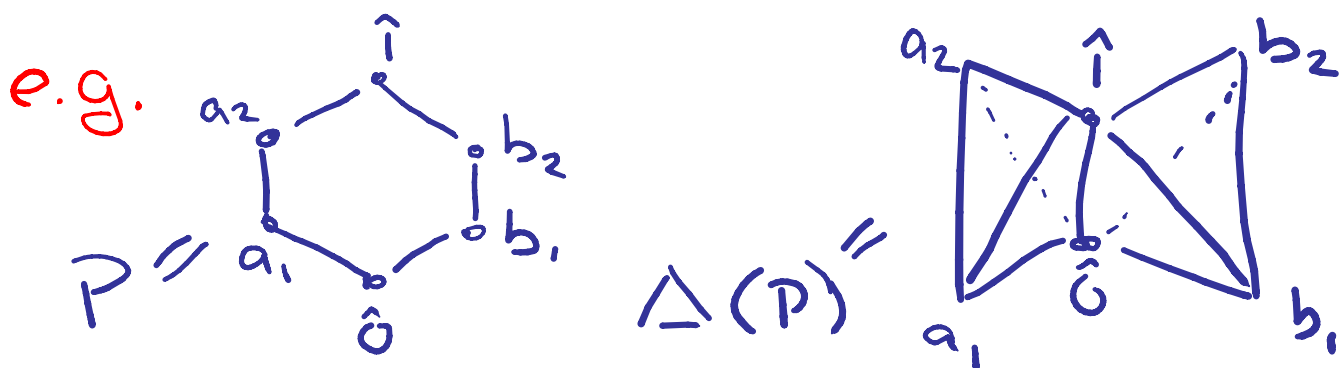 e.g.
1̂
a₂
b₂
P =
a₁
b₁
0̂
Δ(P) =
a₂
1̂
b₂
0̂
a₁
b₁